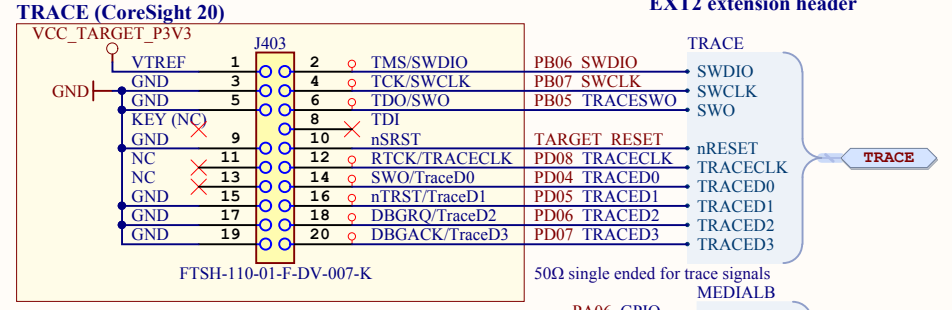 TRACE (CoreSight 20)
EXT2 extension header
VCC_TARGET_P3V3
J403
TRACE
VTREF 1 2 TMS/SWDIO PB06 SWDIO SWDIO
GND GND 3 4 TCK/SWCLK PB07 SWCLK SWCLK
GND 5 6 TDO/SWO PB05 TRACESWO SWO
KEY (NC) 8 TDI
GND 9 10 nSRST TARGET RESET nRESET
NC 11 12 RTCK/TRACECLK PD08 TRACECLK TRACECLK TRACE
NC 13 14 SWO/TraceD0 PD04 TRACED0 TRACED0
GND 15 16 nTRST/TraceD1 PD05 TRACED1 TRACED1
GND 17 18 DBGRQ/TraceD2 PD06 TRACED2 TRACED2
GND 19 20 DBGACK/TraceD3 PD07 TRACED3 TRACED3
FTSH-110-01-F-DV-007-K
50Ω single ended for trace signals
MEDIALB
PA06 GPIO